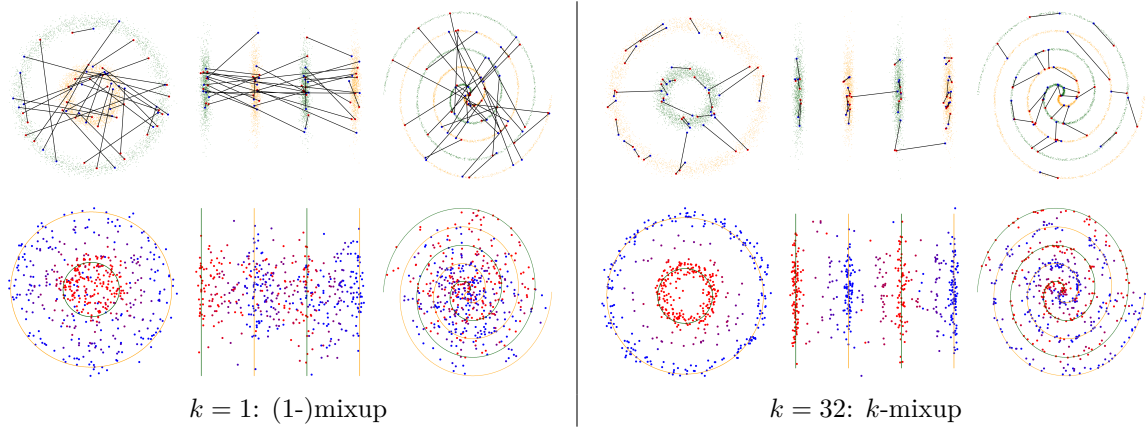 k = 1: (1-)mixup
k = 32: k-mixup